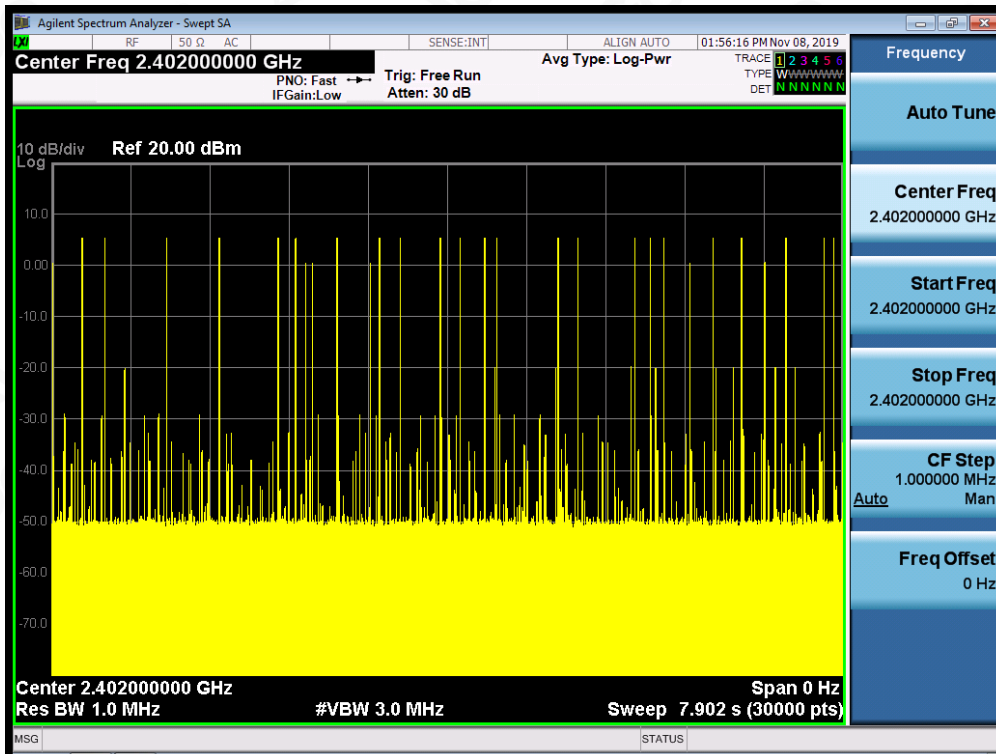 Agilent Spectrum Analyzer - Swept SA
LXI RF 50 Ω AC SENSE:INT ALIGN AUTO 01:56:16 PM Nov 08, 2019
Center Freq 2.402000000 GHz
PNO: Fast
IFGain:Low
Trig: Free Run
Atten: 30 dB
Avg Type: Log-Pwr
TRACE 1 2 3 4 5 6
TYPE WWWWWW
DET N N N N N N
10 dB/div Ref 20.00 dBm
Log
10.0
0.00
-10.0
-20.0
-30.0
-40.0
-50.0
-60.0
-70.0
Center 2.402000000 GHz Span 0 Hz
Res BW 1.0 MHz #VBW 3.0 MHz Sweep 7.902 s (30000 pts)
MSG STATUS
Frequency
Auto Tune
Center Freq
2.402000000 GHz
Start Freq
2.402000000 GHz
Stop Freq
2.402000000 GHz
CF Step
1.000000 MHz
Auto Man
Freq Offset
0 Hz